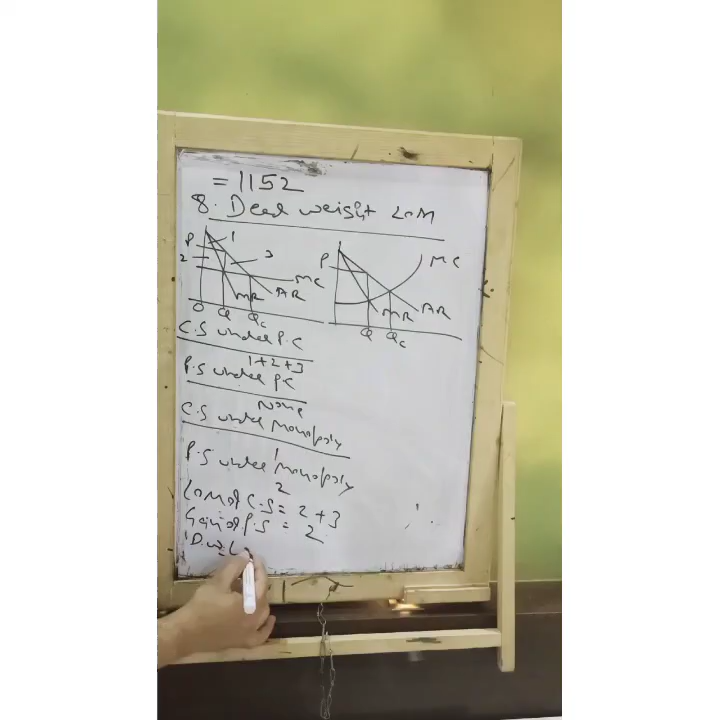 = 1152
8. Dead weight Loss
P 1 P MC
2 3
MC
MR AR MR AR
O Q Qc Q Qc
C.S under P.C
1+2+3
P.S under P.C
None
C.S under Monopoly
1
P.S under Monopoly
2
Loss of C.S = 2 + 3
Gain of P.S = 2
D.w.L